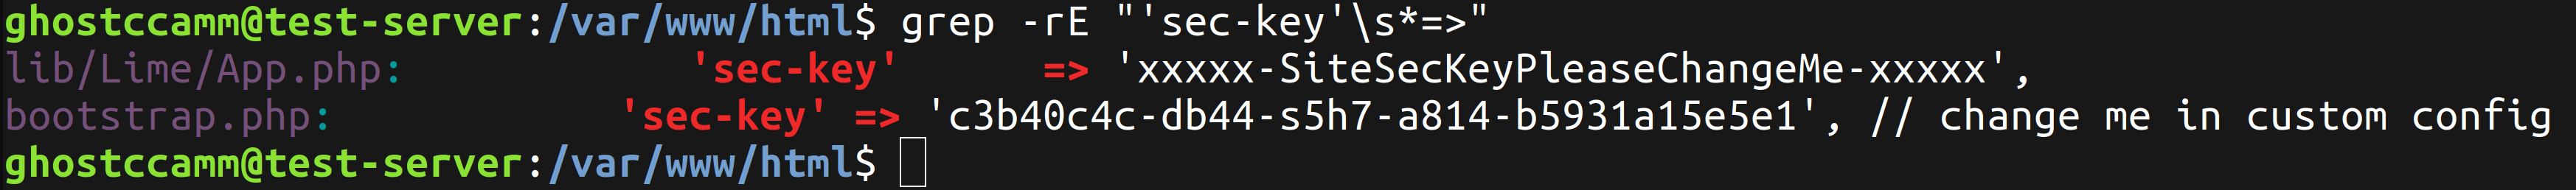 ghostccamm@test-server:/var/www/html$ grep -rE "'sec-key'\s*=>"
lib/Lime/App.php:            'sec-key'      => 'xxxxx-SiteSecKeyPleaseChangeMe-xxxxx',
bootstrap.php:            'sec-key' => 'c3b40c4c-db44-s5h7-a814-b5931a15e5e1', // change me in custom config
ghostccamm@test-server:/var/www/html$